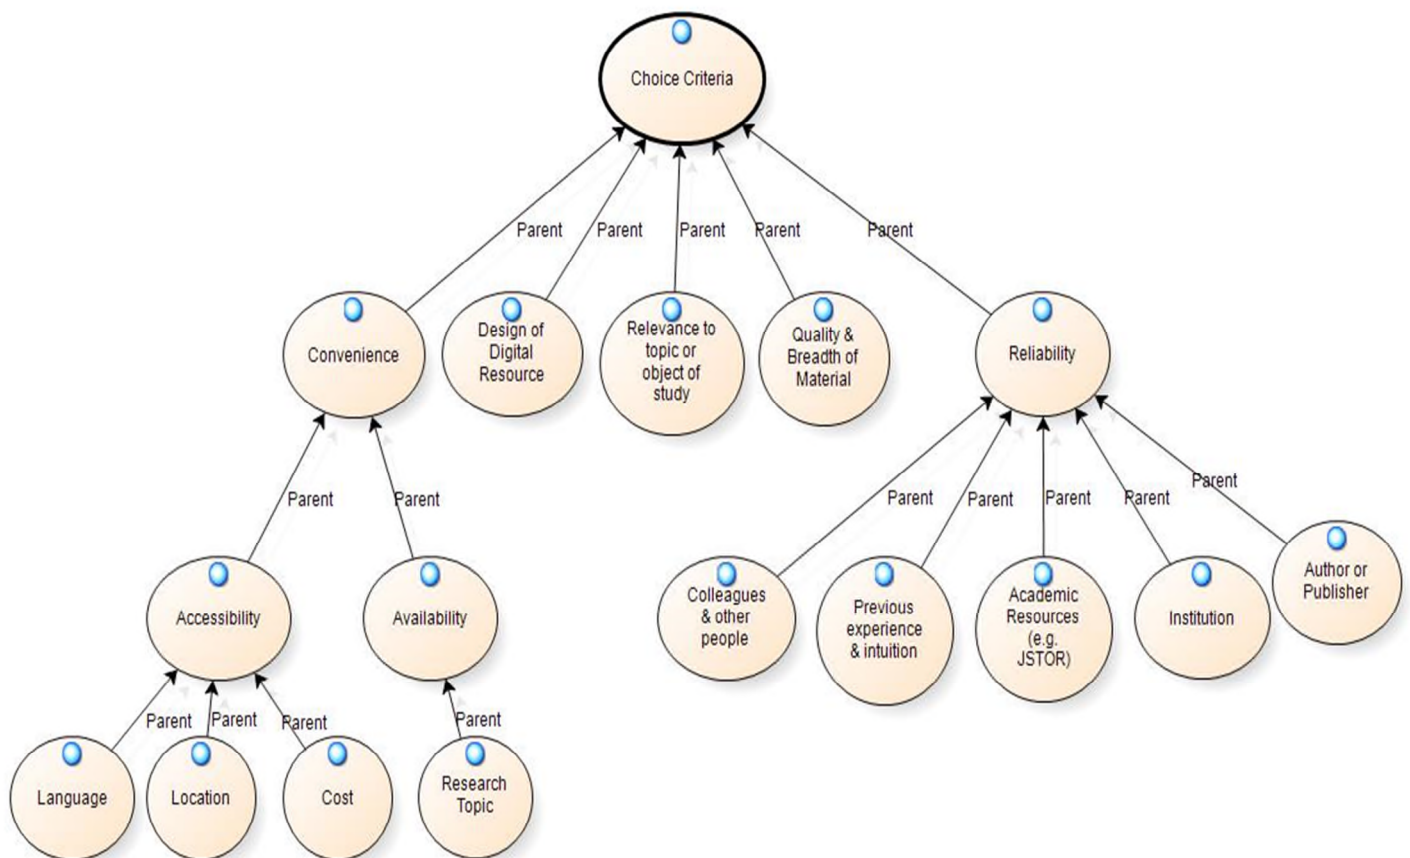 Choice Criteria
Parent
Parent
Parent
Parent
Parent
Convenience
Design of
Digital
Resource
Relevance to
topic or
object of
study
Quality &
Breadth of
Material
Reliability
Parent
Parent
Parent
Parent
Parent
Parent
Parent
Accessibility
Availability
Colleagues
& other
people
Previous
experience
& intuition
Academic
Resources
(e.g.
JSTOR)
Institution
Author or
Publisher
Parent
Parent
Parent
Parent
Language
Location
Cost
Research
Topic